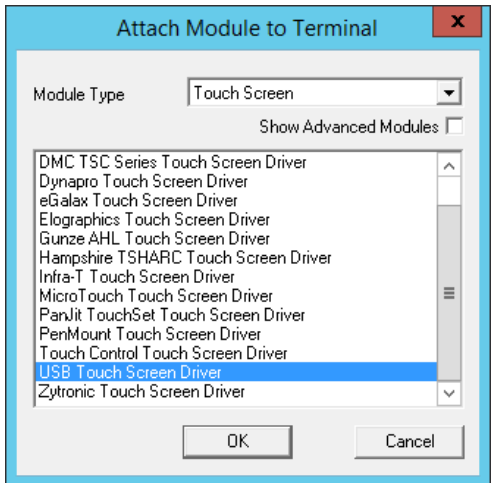 Attach Module to Terminal
x
Module Type Touch Screen
Show Advanced Modules
DMC TSC Series Touch Screen Driver
Dynapro Touch Screen Driver
eGalax Touch Screen Driver
Elographics Touch Screen Driver
Gunze AHL Touch Screen Driver
Hampshire TSHARC Touch Screen Driver
Infra-T Touch Screen Driver
MicroTouch Touch Screen Driver
PanJit TouchSet Touch Screen Driver
PenMount Touch Screen Driver
Touch Control Touch Screen Driver
USB Touch Screen Driver
Zytronic Touch Screen Driver
OK Cancel